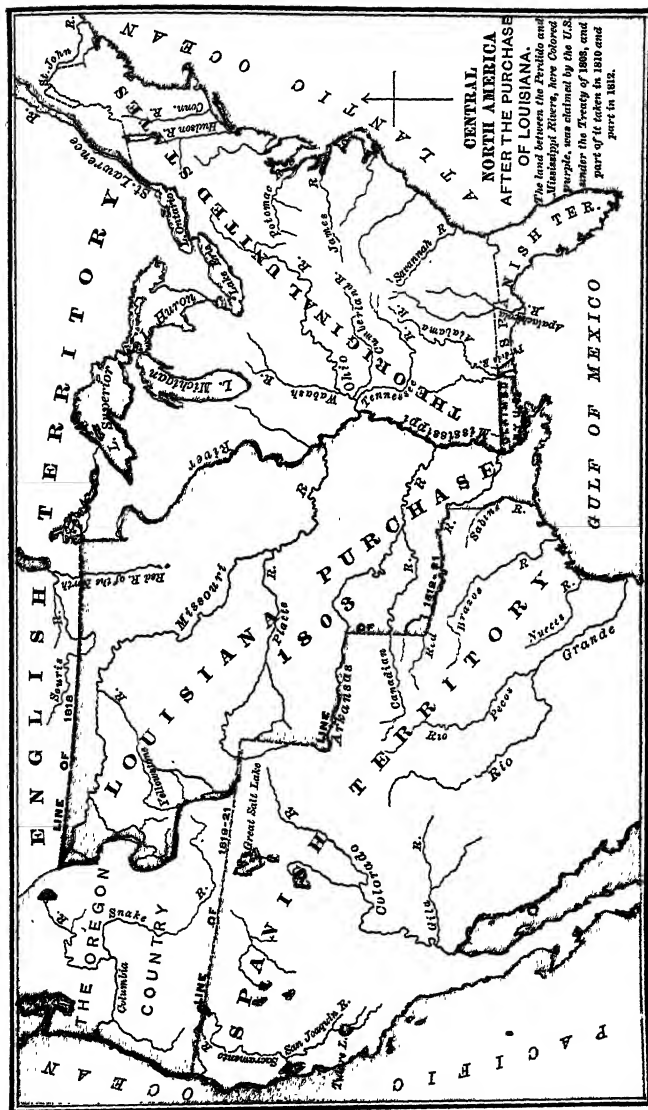 CENTRAL
NORTH AMERICA
AFTER THE PURCHASE
OF LOUISIANA.
The land between the Perdido and
Mississippi Rivers, here Colored
purple, was claimed by the U.S.
under the Treaty of 1803, and
part of it taken in 1810 and
part in 1812.
ENGLISH TERRITORY
LINE OF 1818
Souris R.
Red R. of the North
THE OREGON
COUNTRY
Columbia R.
Snake R.
LOUISIANA PURCHASE
1803
Missouri R.
Yellowstone R.
Platte R.
Arkansas R.
Canadian R.
Red R.
LINE OF 1819-21
LINE OF 1819-21
SPANISH TERRITORY
Great Salt Lake
Colorado R.
Gila R.
Sacramento R.
San Joaquin R.
Tulare L.
Rio Grande
Rio Pecos
Nueces R.
Brazos R.
Sabine R.
Mississippi River
L. Superior
L. Michigan
L. Huron
Lake Erie
L. Ontario
St. Lawrence R.
St. John R.
Conn. R.
Hudson R.
THE ORIGINAL UNITED STATES
Potomac R.
James R.
Ohio R.
Wabash R.
Cumberland R.
Tennessee R.
Savannah R.
Alabama R.
Apalachicola R.
SPANISH TER.
GULF OF MEXICO
ATLANTIC OCEAN
PACIFIC OCEAN